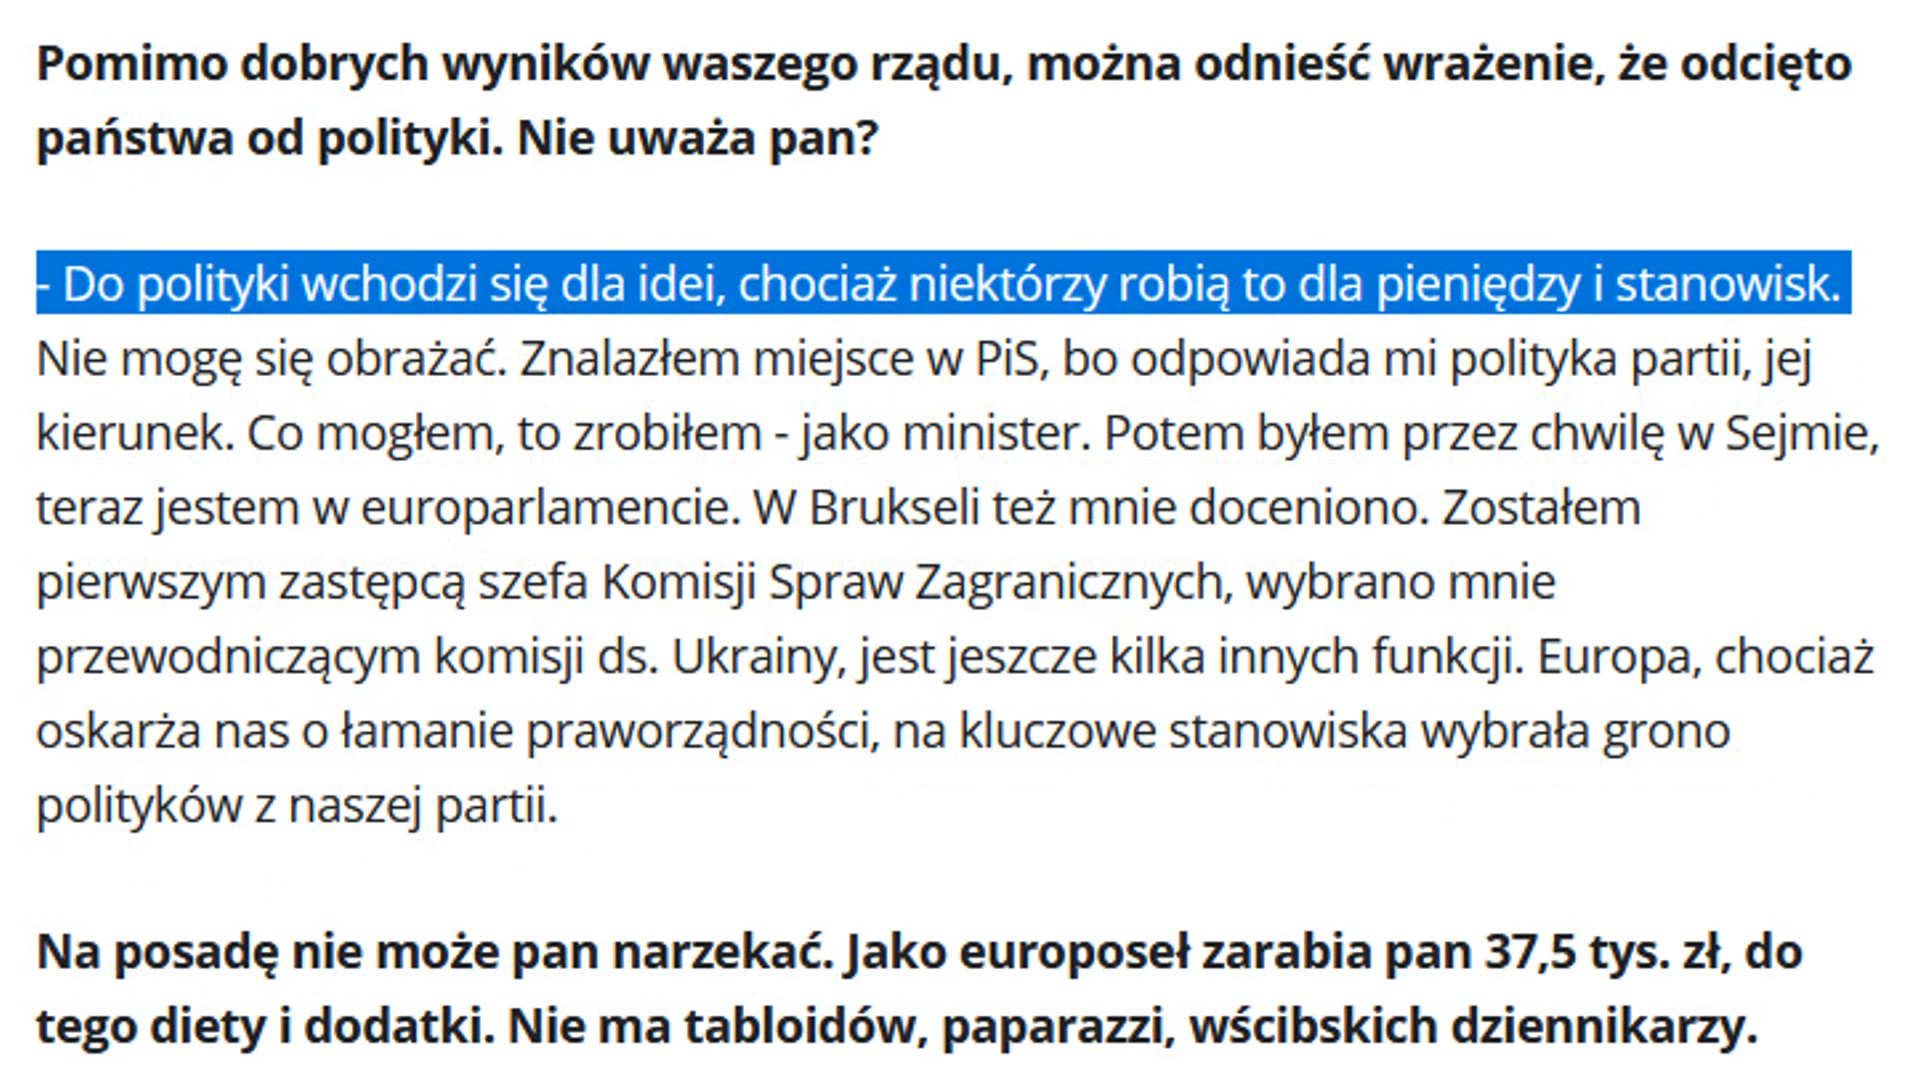 Pomimo dobrych wyników waszego rządu, można odnieść wrażenie, że odcięto
państwa od polityki. Nie uważa pan?
- Do polityki wchodzi się dla idei, chociaż niektórzy robią to dla pieniędzy i stanowisk.
Nie mogę się obrażać. Znalazłem miejsce w PiS, bo odpowiada mi polityka partii, jej
kierunek. Co mogłem, to zrobiłem - jako minister. Potem byłem przez chwilę w Sejmie,
teraz jestem w europarlamencie. W Brukseli też mnie doceniono. Zostałem
pierwszym zastępcą szefa Komisji Spraw Zagranicznych, wybrano mnie
przewodniczącym komisji ds. Ukrainy, jest jeszcze kilka innych funkcji. Europa, chociaż
oskarża nas o łamanie praworządności, na kluczowe stanowiska wybrała grono
polityków z naszej partii.
Na posadę nie może pan narzekać. Jako europoseł zarabia pan 37,5 tys. zł, do
tego diety i dodatki. Nie ma tabloidów, paparazzi, wścibskich dziennikarzy.